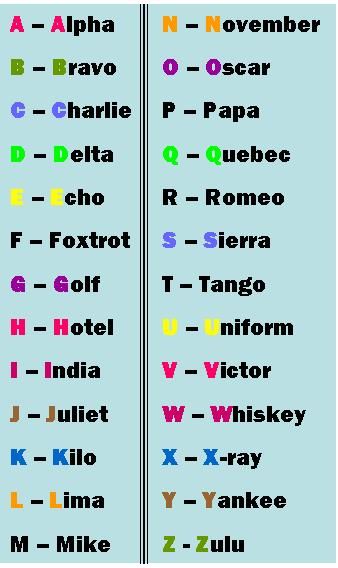 A – Alpha
B – Bravo
C – Charlie
D – Delta
E – Echo
F – Foxtrot
G – Golf
H – Hotel
I – India
J – Juliet
K – Kilo
L – Lima
M – Mike
N – November
O – Oscar
P – Papa
Q – Quebec
R – Romeo
S – Sierra
T – Tango
U – Uniform
V – Victor
W – Whiskey
X – X-ray
Y – Yankee
Z - Zulu